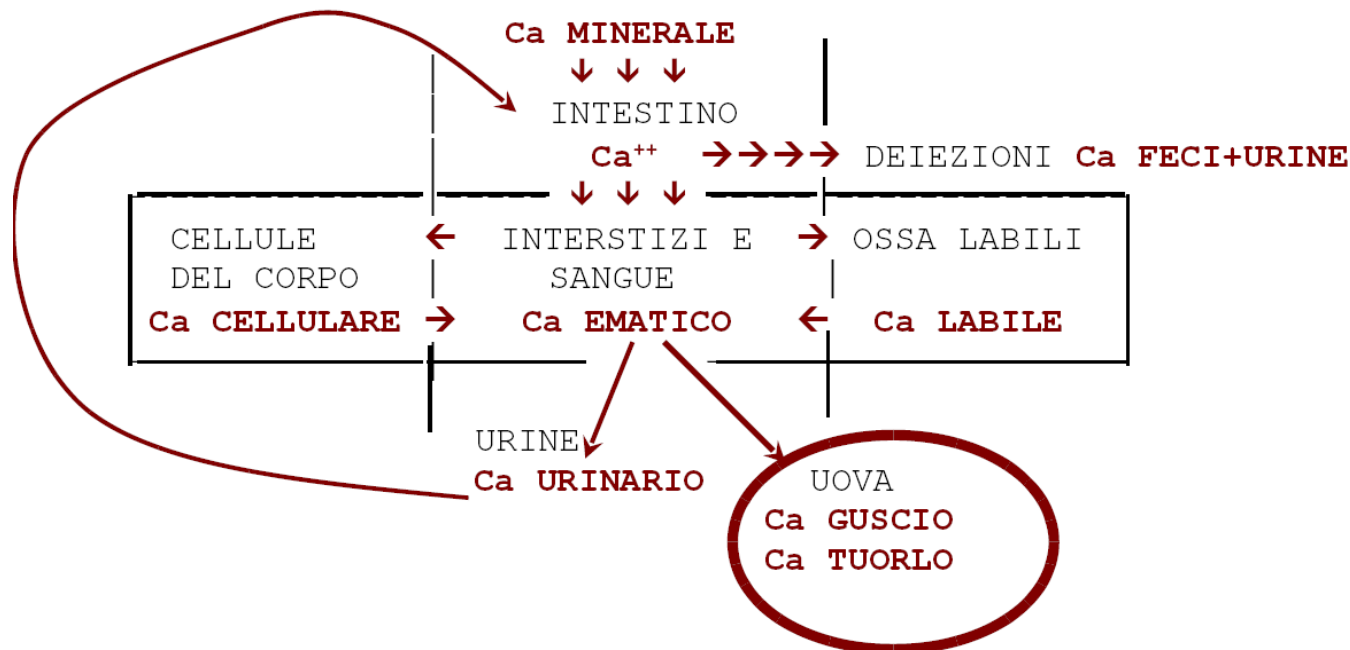 Ca MINERALE
↓ ↓ ↓
INTESTINO
Ca++ →→→→ DEIEZIONI Ca FECI+URINE
↓ ↓ ↓
CELLULE ← INTERSTIZI E → OSSA LABILI
DEL CORPO SANGUE
Ca CELLULARE → Ca EMATICO ← Ca LABILE
URINE
Ca URINARIO
UOVA
Ca GUSCIO
Ca TUORLO